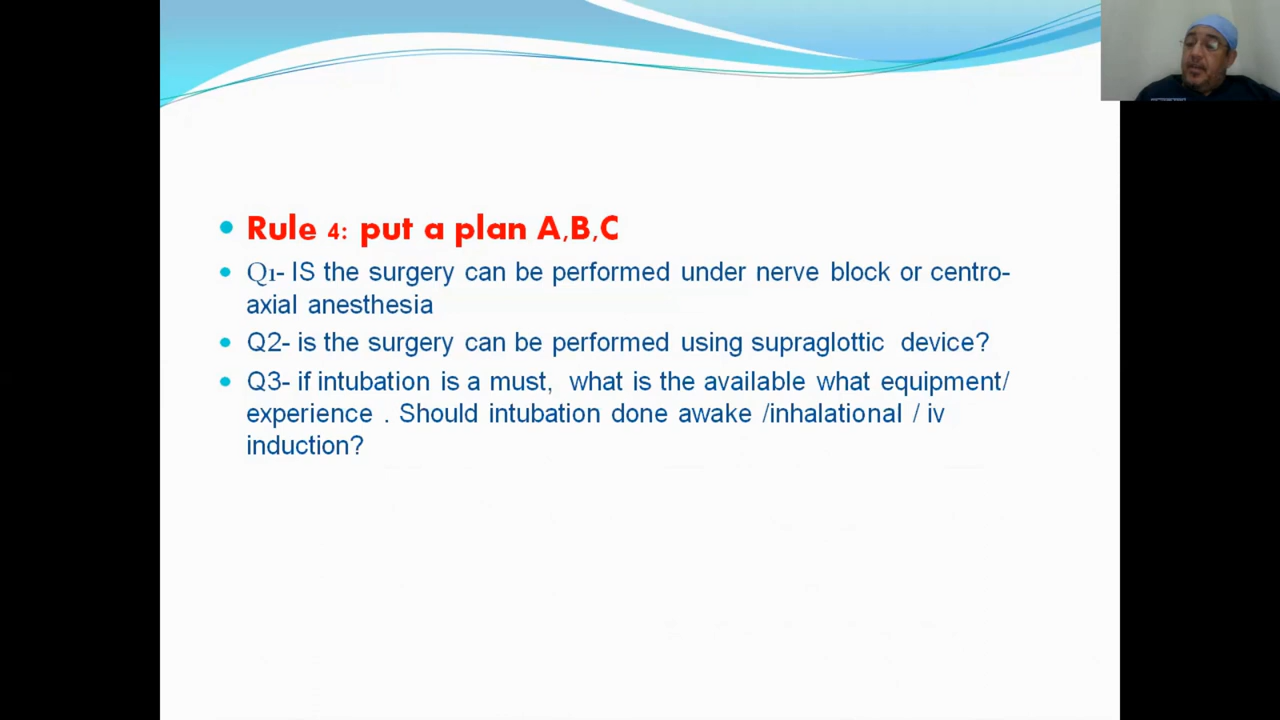 Rule 4: put a plan A,B,C
Q1- IS the surgery can be performed under nerve block or centro-
axial anesthesia
Q2- is the surgery can be performed using supraglottic device?
Q3- if intubation is a must, what is the available what equipment/
experience . Should intubation done awake /inhalational / iv
induction?